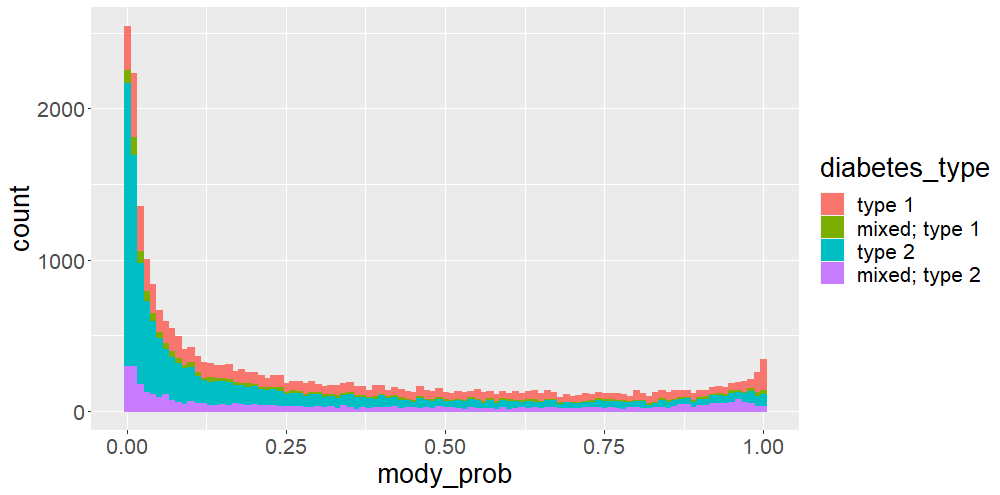 2000
1000
0
count
0.00 0.25 0.50 0.75 1.00
mody_prob
diabetes_type
type 1
mixed; type 1
type 2
mixed; type 2